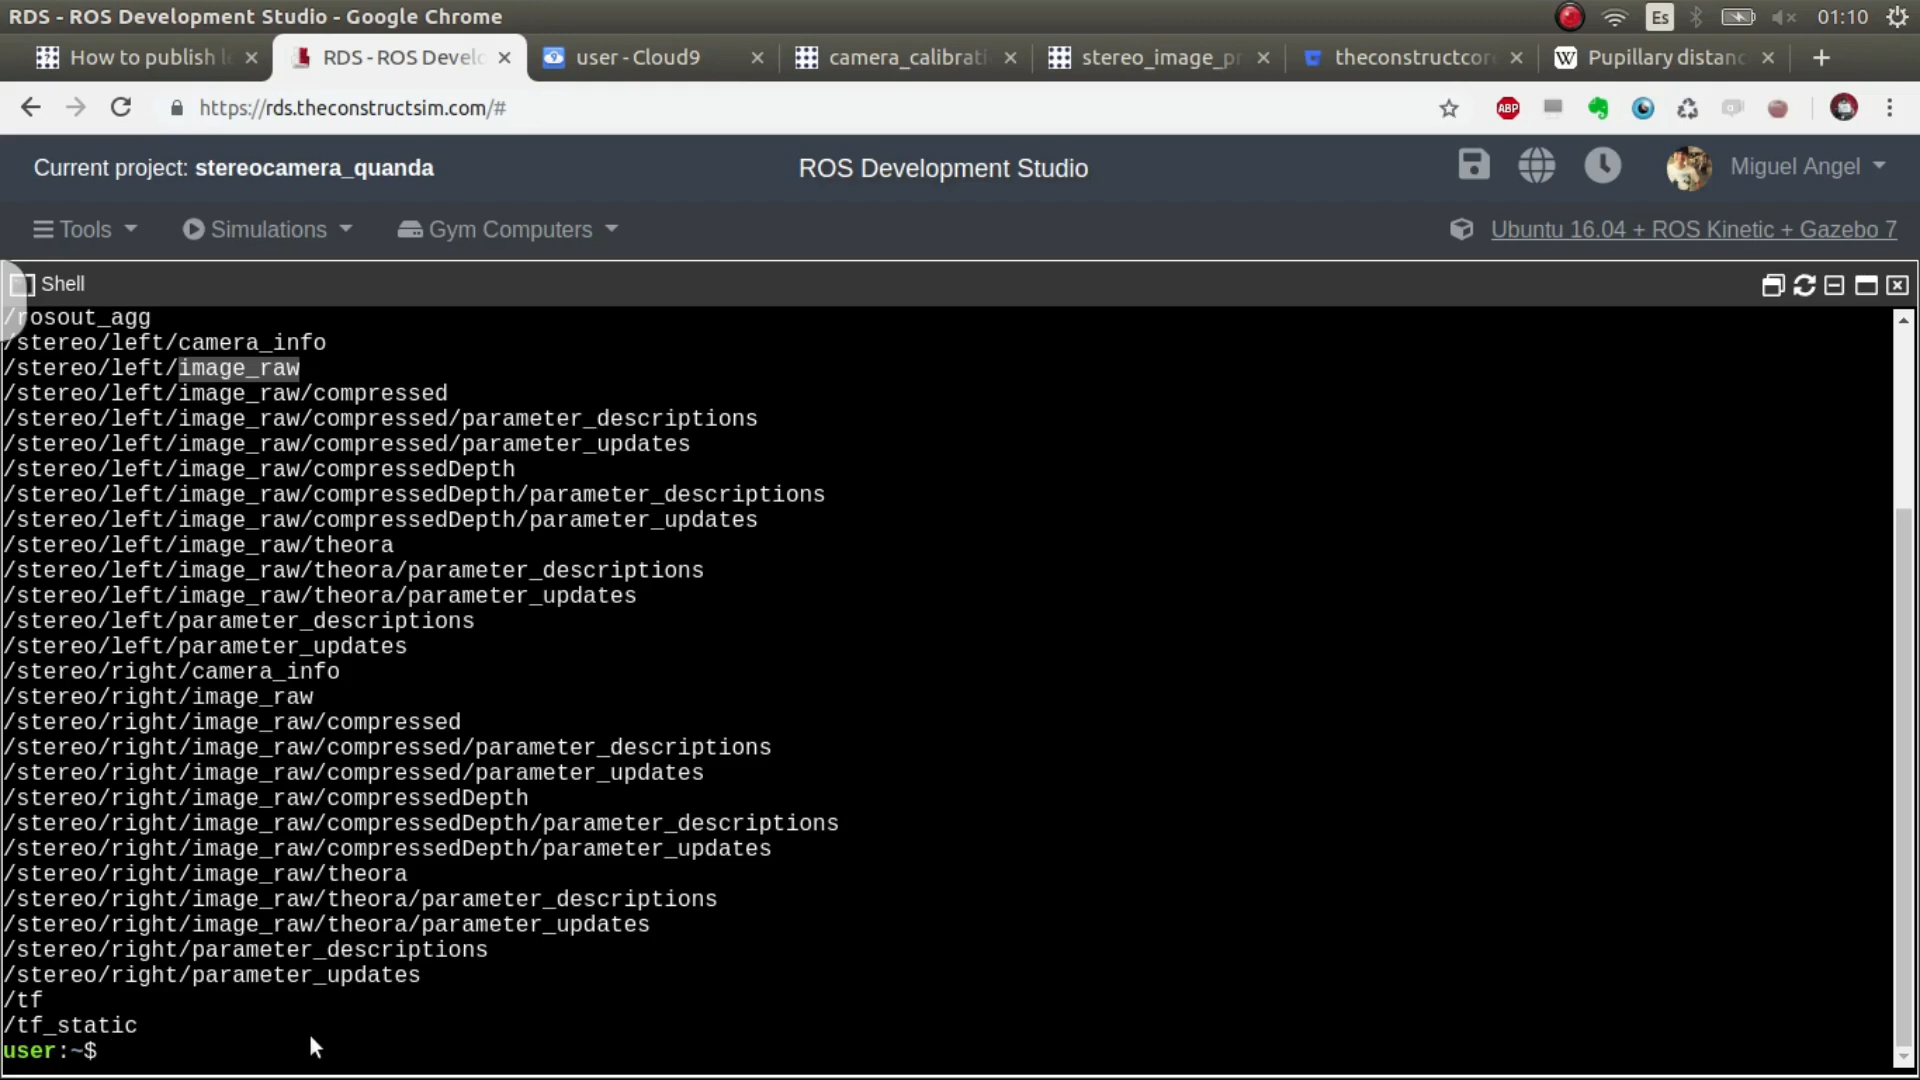 RDS - ROS Development Studio - Google Chrome
Es
01:10
How to publish l
RDS - ROS Devel
user - Cloud9
camera_calibrati
stereo_image_pr
theconstructcore
Pupillary distanc
https://rds.theconstructsim.com/#
ABP
Current project: stereocamera_quanda
ROS Development Studio
Miguel Angel
Tools
Simulations
Gym Computers
Ubuntu 16.04 + ROS Kinetic + Gazebo 7
Shell
/rosout_agg
/stereo/left/camera_info
/stereo/left/image_raw
/stereo/left/image_raw/compressed
/stereo/left/image_raw/compressed/parameter_descriptions
/stereo/left/image_raw/compressed/parameter_updates
/stereo/left/image_raw/compressedDepth
/stereo/left/image_raw/compressedDepth/parameter_descriptions
/stereo/left/image_raw/compressedDepth/parameter_updates
/stereo/left/image_raw/theora
/stereo/left/image_raw/theora/parameter_descriptions
/stereo/left/image_raw/theora/parameter_updates
/stereo/left/parameter_descriptions
/stereo/left/parameter_updates
/stereo/right/camera_info
/stereo/right/image_raw
/stereo/right/image_raw/compressed
/stereo/right/image_raw/compressed/parameter_descriptions
/stereo/right/image_raw/compressed/parameter_updates
/stereo/right/image_raw/compressedDepth
/stereo/right/image_raw/compressedDepth/parameter_descriptions
/stereo/right/image_raw/compressedDepth/parameter_updates
/stereo/right/image_raw/theora
/stereo/right/image_raw/theora/parameter_descriptions
/stereo/right/image_raw/theora/parameter_updates
/stereo/right/parameter_descriptions
/stereo/right/parameter_updates
/tf
/tf_static
user:~$